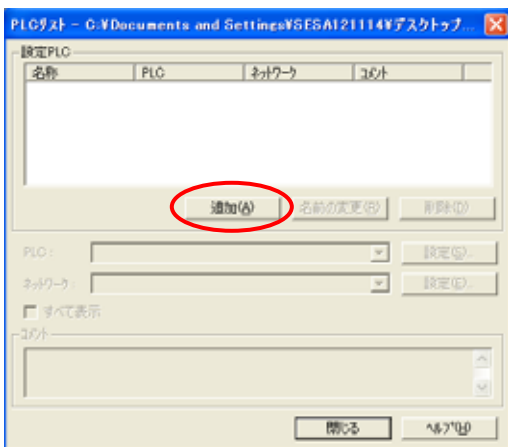 PLCリスト - C:¥Documents and Settings¥SESA121114¥デスクトップ...
設定PLC
名称 PLC ネットワーク コメント
追加(A) 名前の変更(R) 削除(D)
PLC : 設定(S)...
ネットワーク : 設定(E)...
すべて表示
コメント
閉じる ヘルプ(H)